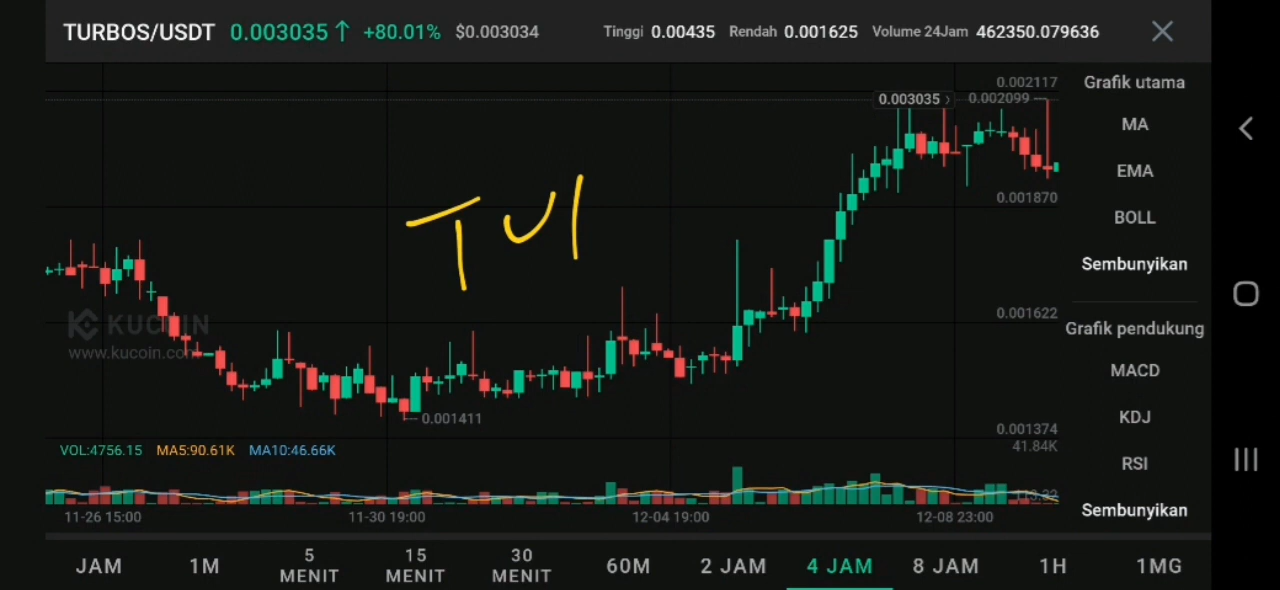 TURBOS/USDT 0.003035 ↑ +80.01% $0.003034 Tinggi 0.00435 Rendah 0.001625 Volume 24Jam 462350.079636
0.002117
0.003035 › 0.002099
0.001870
0.001622
0.001411
0.001374
TUI
KUCOIN
www.kucoin.com
VOL:4756.15 MA5:90.61K MA10:46.66K
41.84K
11-26 15:00 11-30 19:00 12-04 19:00 12-08 23:00
Grafik utama
MA
EMA
BOLL
Sembunyikan
Grafik pendukung
MACD
KDJ
RSI
Sembunyikan
JAM 1M 5 MENIT 15 MENIT 30 MENIT 60M 2 JAM 4 JAM 8 JAM 1H 1MG